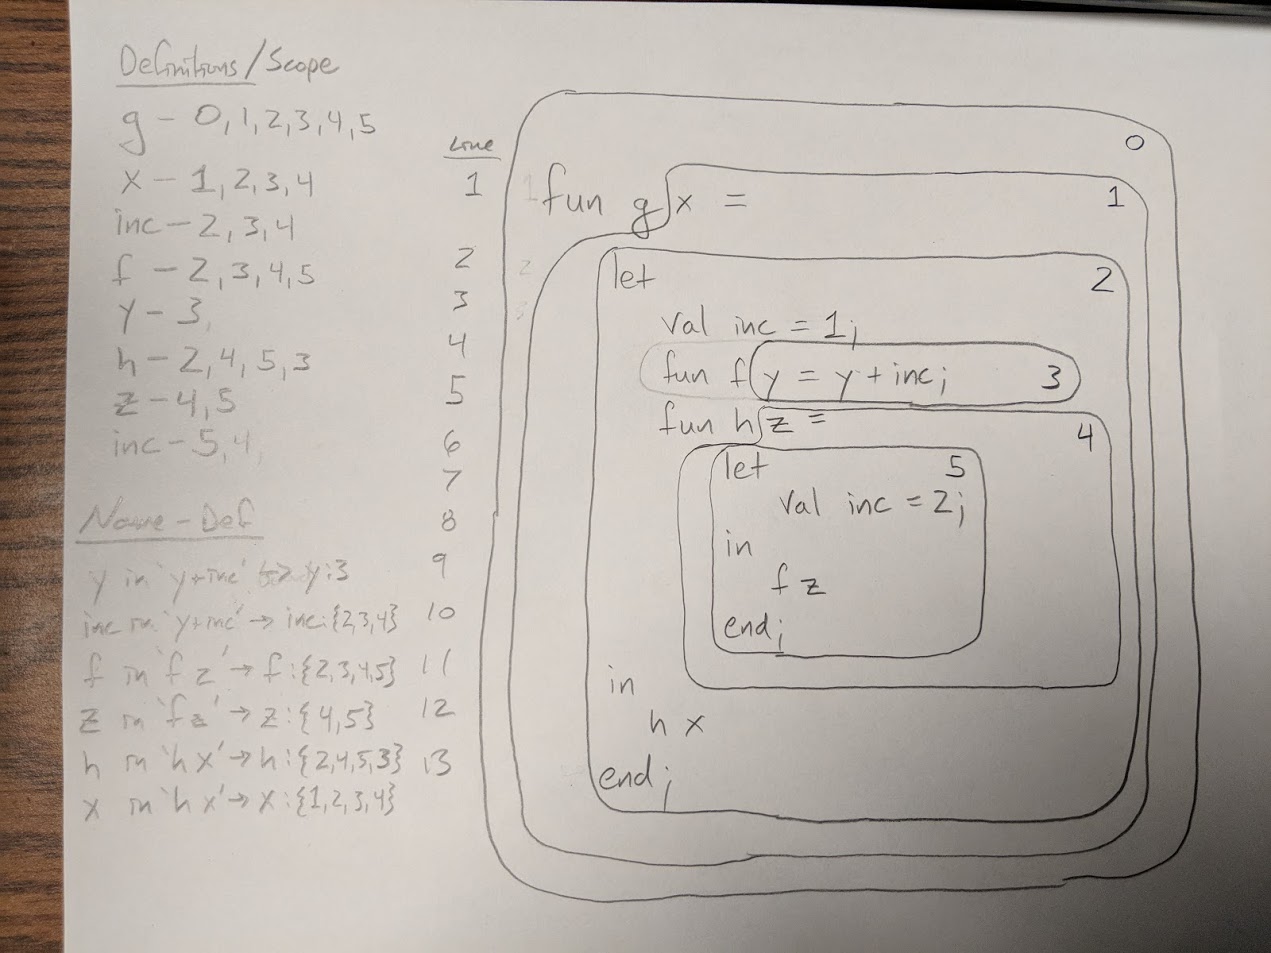 Definitions/Scope
g - 0,1,2,3,4,5
x - 1,2,3,4
inc - 2,3,4
f - 2,3,4,5
y - 3,
h - 2,4,5,3
z - 4,5
inc - 5,4,
Name - Def
y in 'y+inc' → y:3
inc in 'y+inc' → inc:{2,3,4}
f in 'f z' → f:{2,3,4,5}
z in 'f z' → z:{4,5}
h in 'h x' → h:{2,4,5,3}
x in 'h x' → x:{1,2,3,4}
Line
1
2
3
4
5
6
7
8
9
10
11
12
13
0
1 fun g x = 1
2
3
let 2
val inc = 1;
fun f y = y + inc; 3
fun h z = 4
let 5
val inc = 2;
in
f z
end;
in
h x
end;